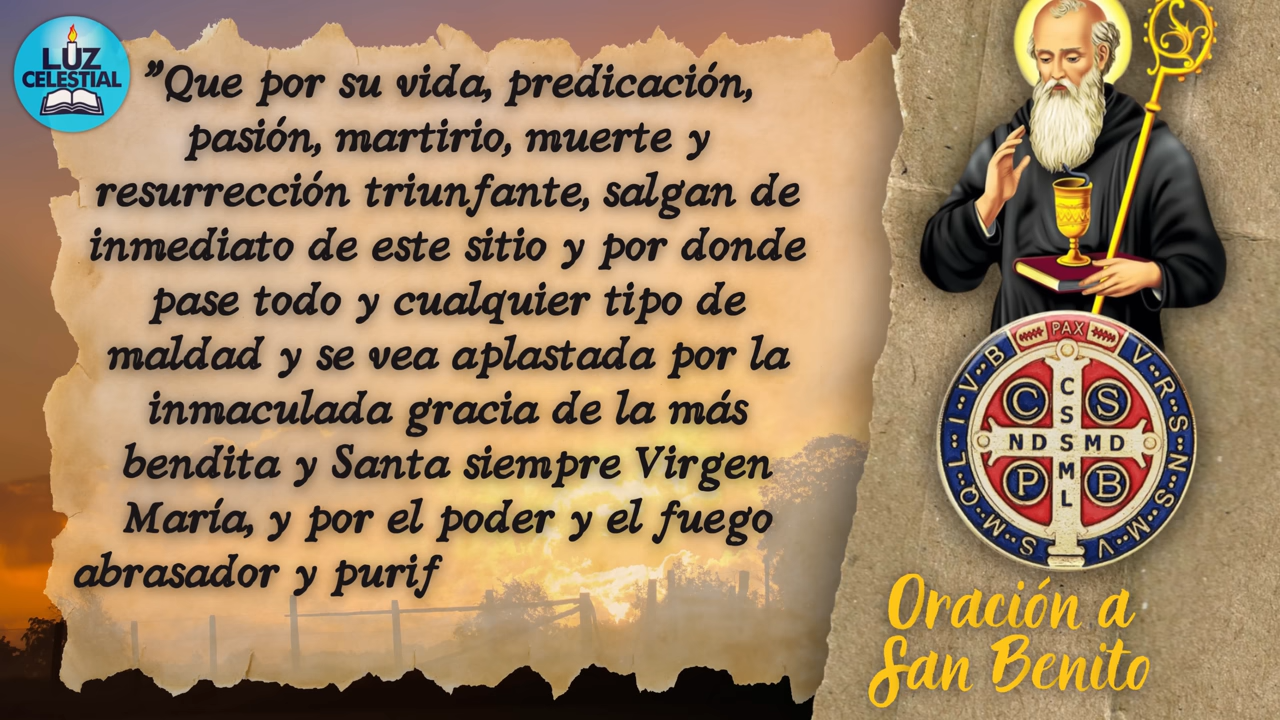 LUZ
CELESTIAL
"Que por su vida, predicación,
pasión, martirio, muerte y
resurrección triunfante, salgan de
inmediato de este sitio y por donde
pase todo y cualquier tipo de
maldad y se vea aplastada por la
inmaculada gracia de la más
bendita y Santa siempre Virgen
María, y por el poder y el fuego
abrasador y purif
PAX
V·R·S·N·S·M·V
S·M·Q·L·I·V·B
C S
P B
C S S M L
N D S M D
Oración a
San Benito